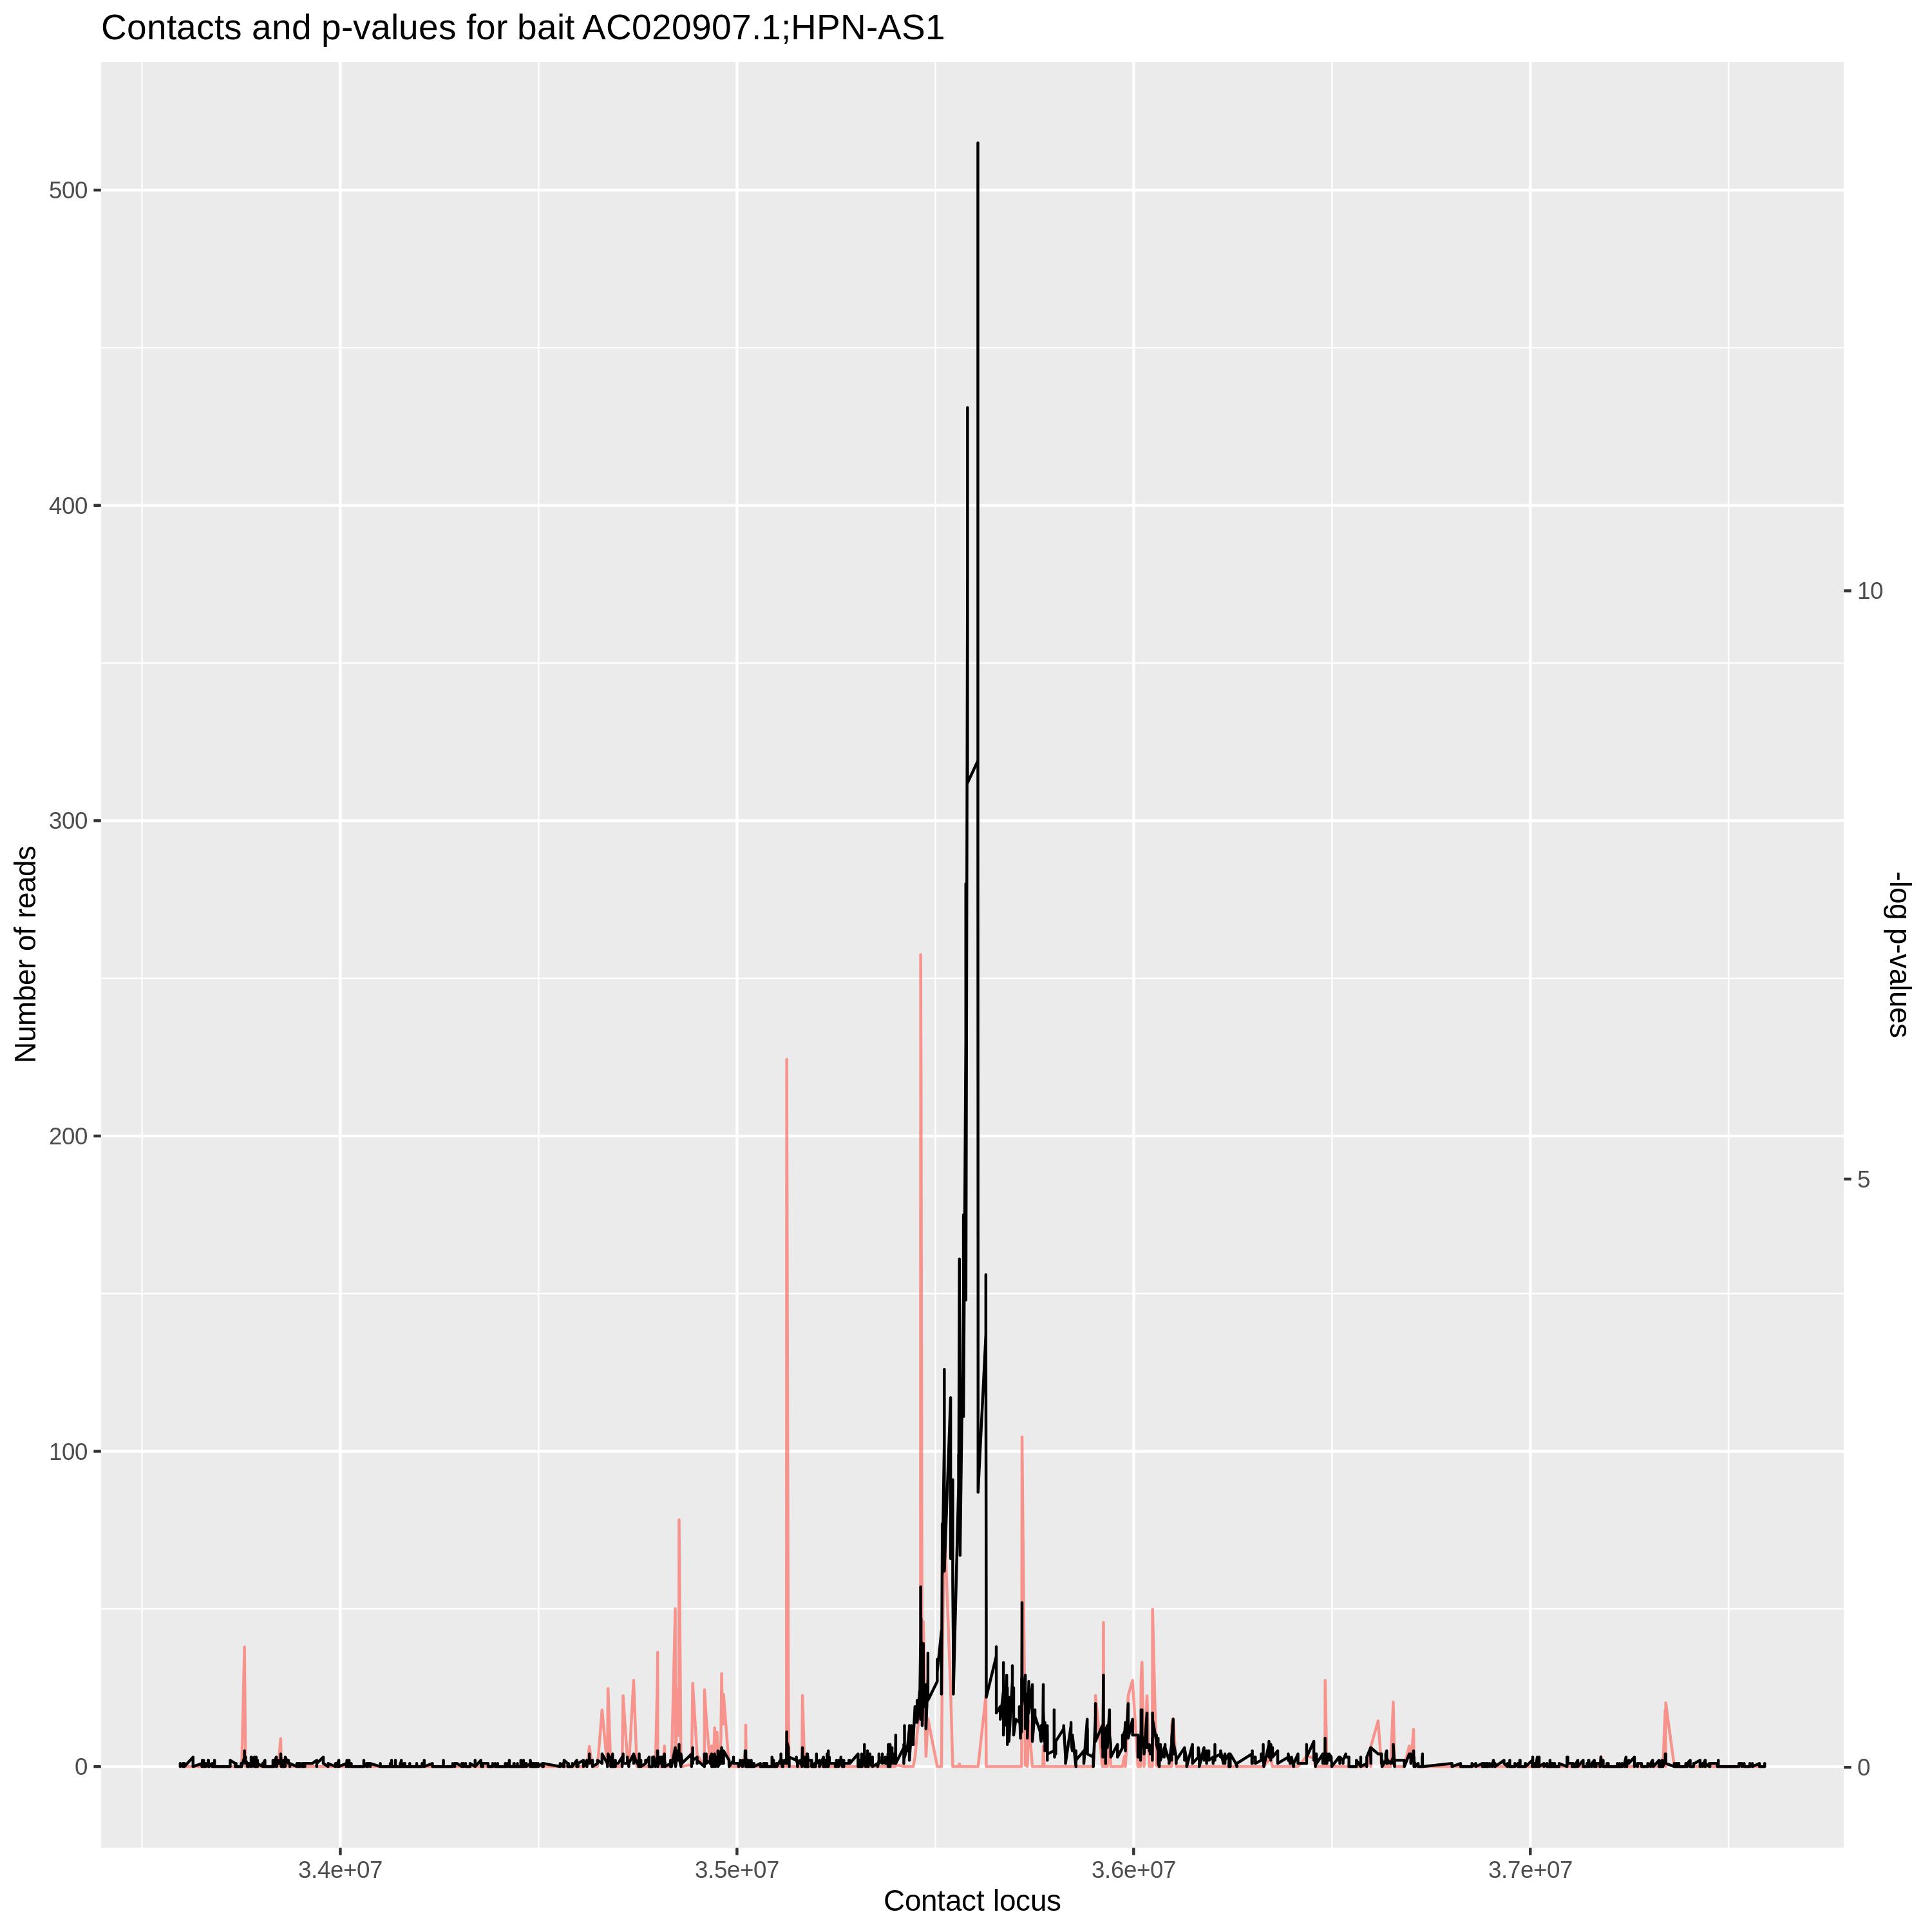 Contacts and p-values for bait AC020907.1;HPN-AS1
500
400
300
200
100
0
Number of reads
10
5
0
-log p-values
3.4e+07
3.5e+07
3.6e+07
3.7e+07
Contact locus